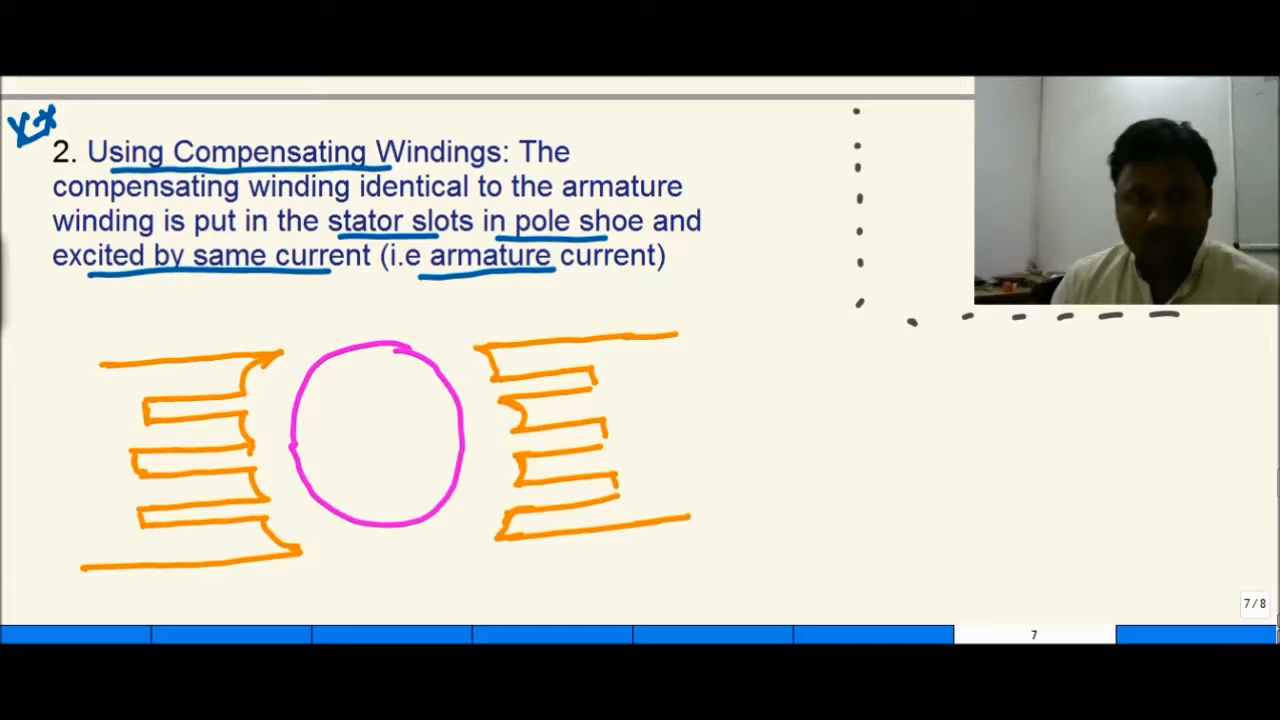 2. Using Compensating Windings: The
compensating winding identical to the armature
winding is put in the stator slots in pole shoe and
excited by same current (i.e armature current)
7/8
7